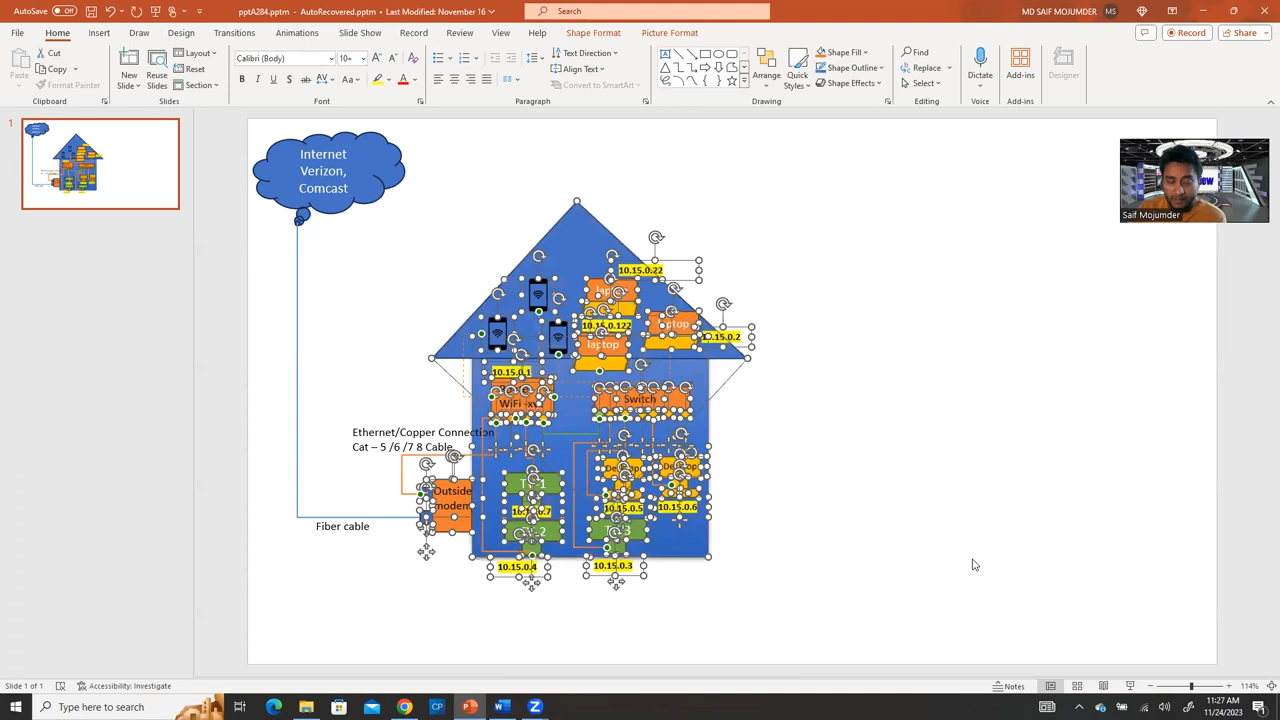 AutoSave Off
pptA284.pptm - AutoRecovered.pptm • Last Modified: November 16
Search
MD SAIF MOJUMDER MS
File Home Insert Draw Design Transitions Animations Slide Show Record Review View Help Shape Format Picture Format
Record Share
Paste
Cut
Copy
Format Painter
Clipboard
New Slide
Reuse Slides
Layout
Reset
Section
Slides
Calibri (Body) 10+
Font
Text Direction
Align Text
Convert to SmartArt
Paragraph
Arrange
Quick Styles
Shape Fill
Shape Outline
Shape Effects
Drawing
Find
Replace
Select
Editing
Dictate
Voice
Add-ins
Add-ins
Designer
1
Internet
Verizon,
Comcast
10.15.0.22
laptop
10.15.0.122
laptop
laptop
10.15.0.1
Switch
Ethernet/Copper Connection
Cat – 5 /6 /7 8 Cable
Outside
modem
Fiber cable
10.15.0.5
10.15.0.6
10.15.0.4
10.15.0.3
Saif Mojumder
Slide 1 of 1
Accessibility: Investigate
Notes
114%
Type here to search
11:27 AM
11/24/2023